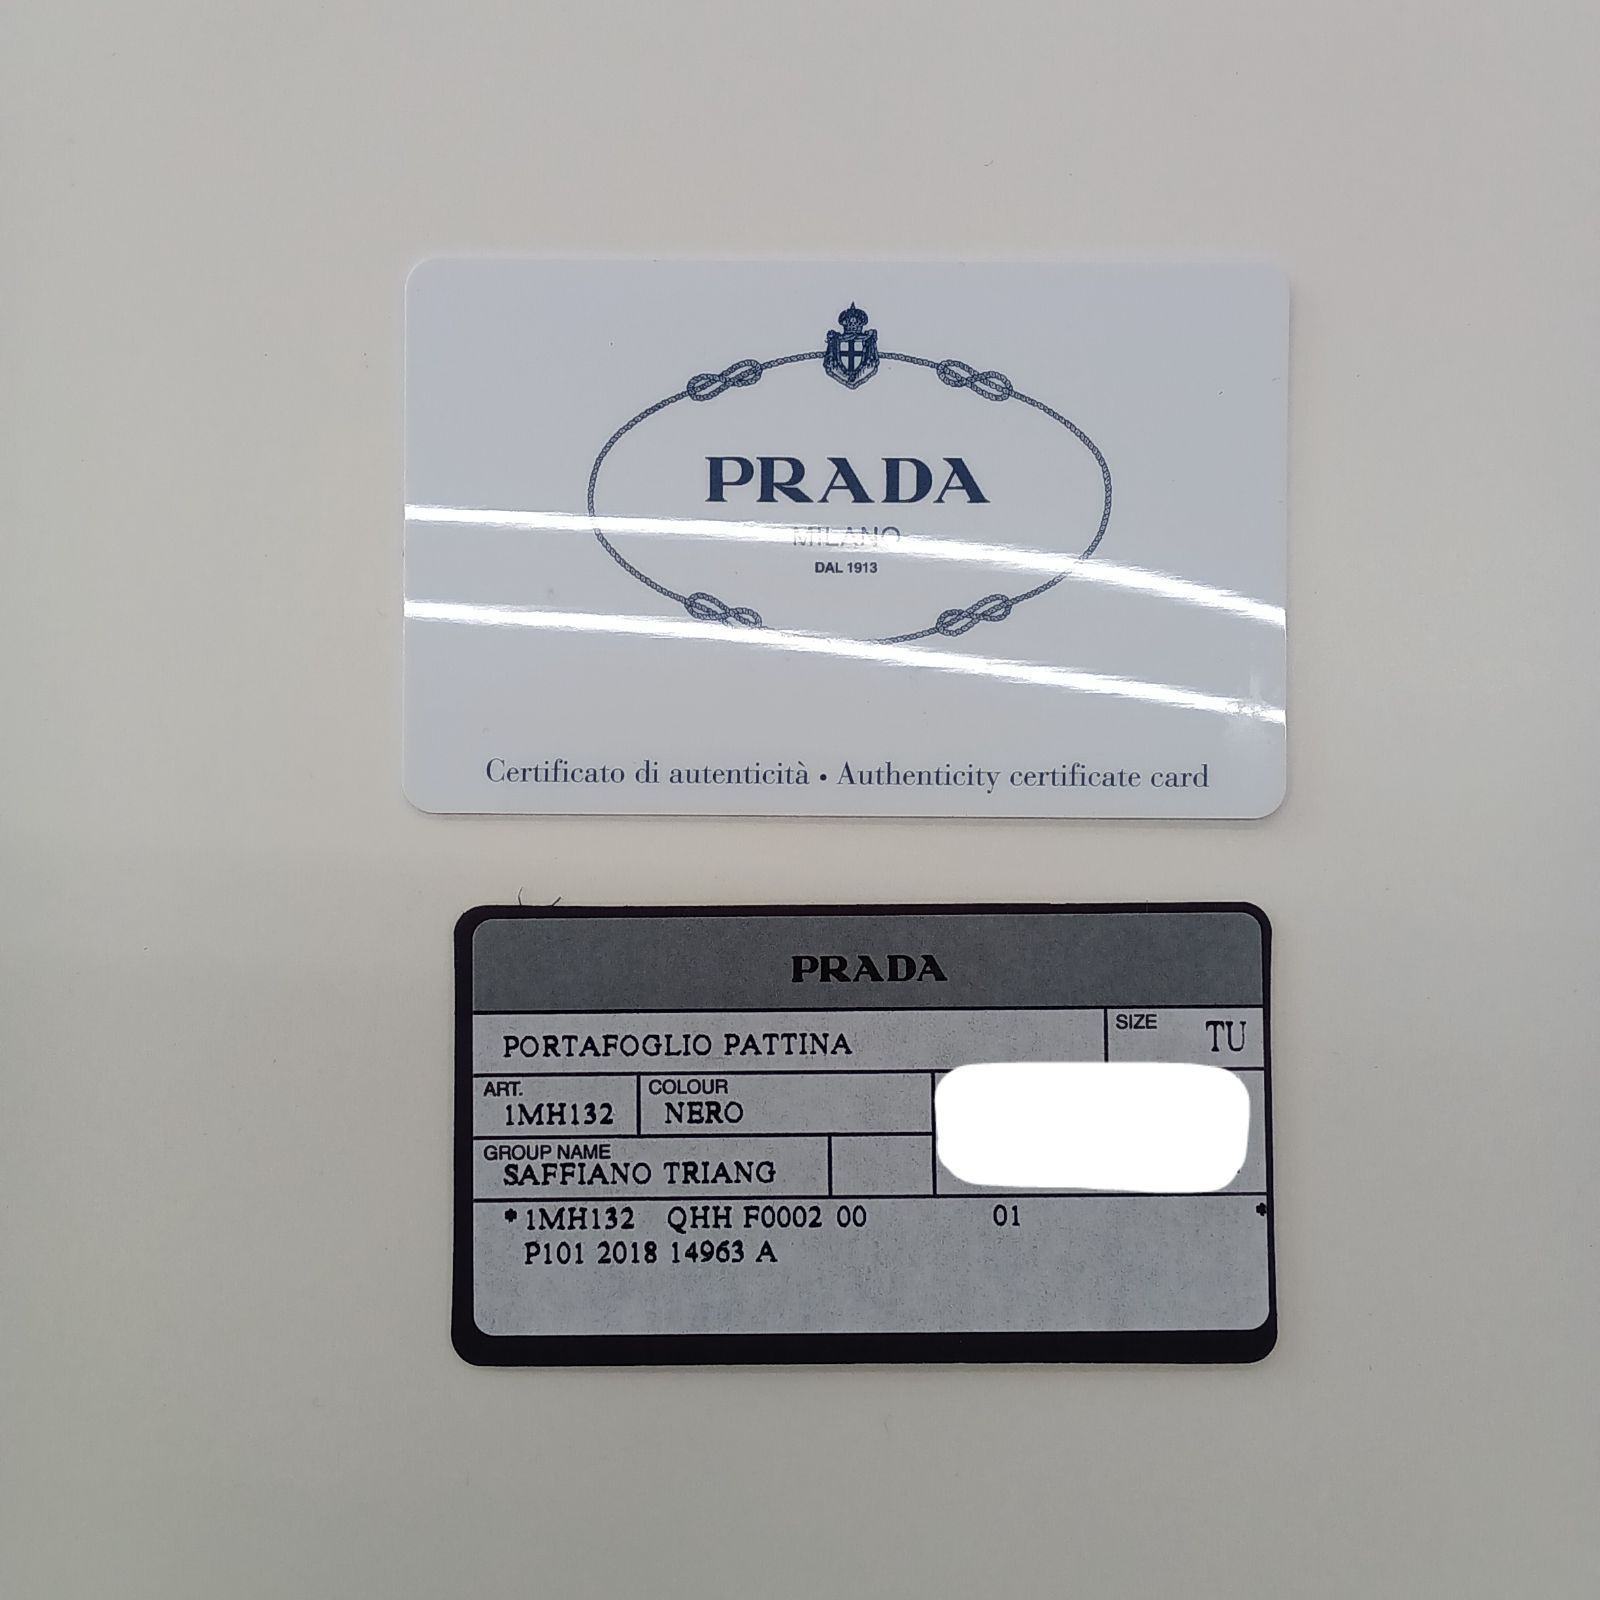 PRADA
MILANO
DAL 1913
Certificato di autenticità • Authenticity certificate card
PRADA
PORTAFOGLIO PATTINA
SIZE TU
ART. COLOUR
1MH132 NERO
GROUP NAME
SAFFIANO TRIANG
*1MH132 QHH F0002 00 01 *
P101 2018 14963 A